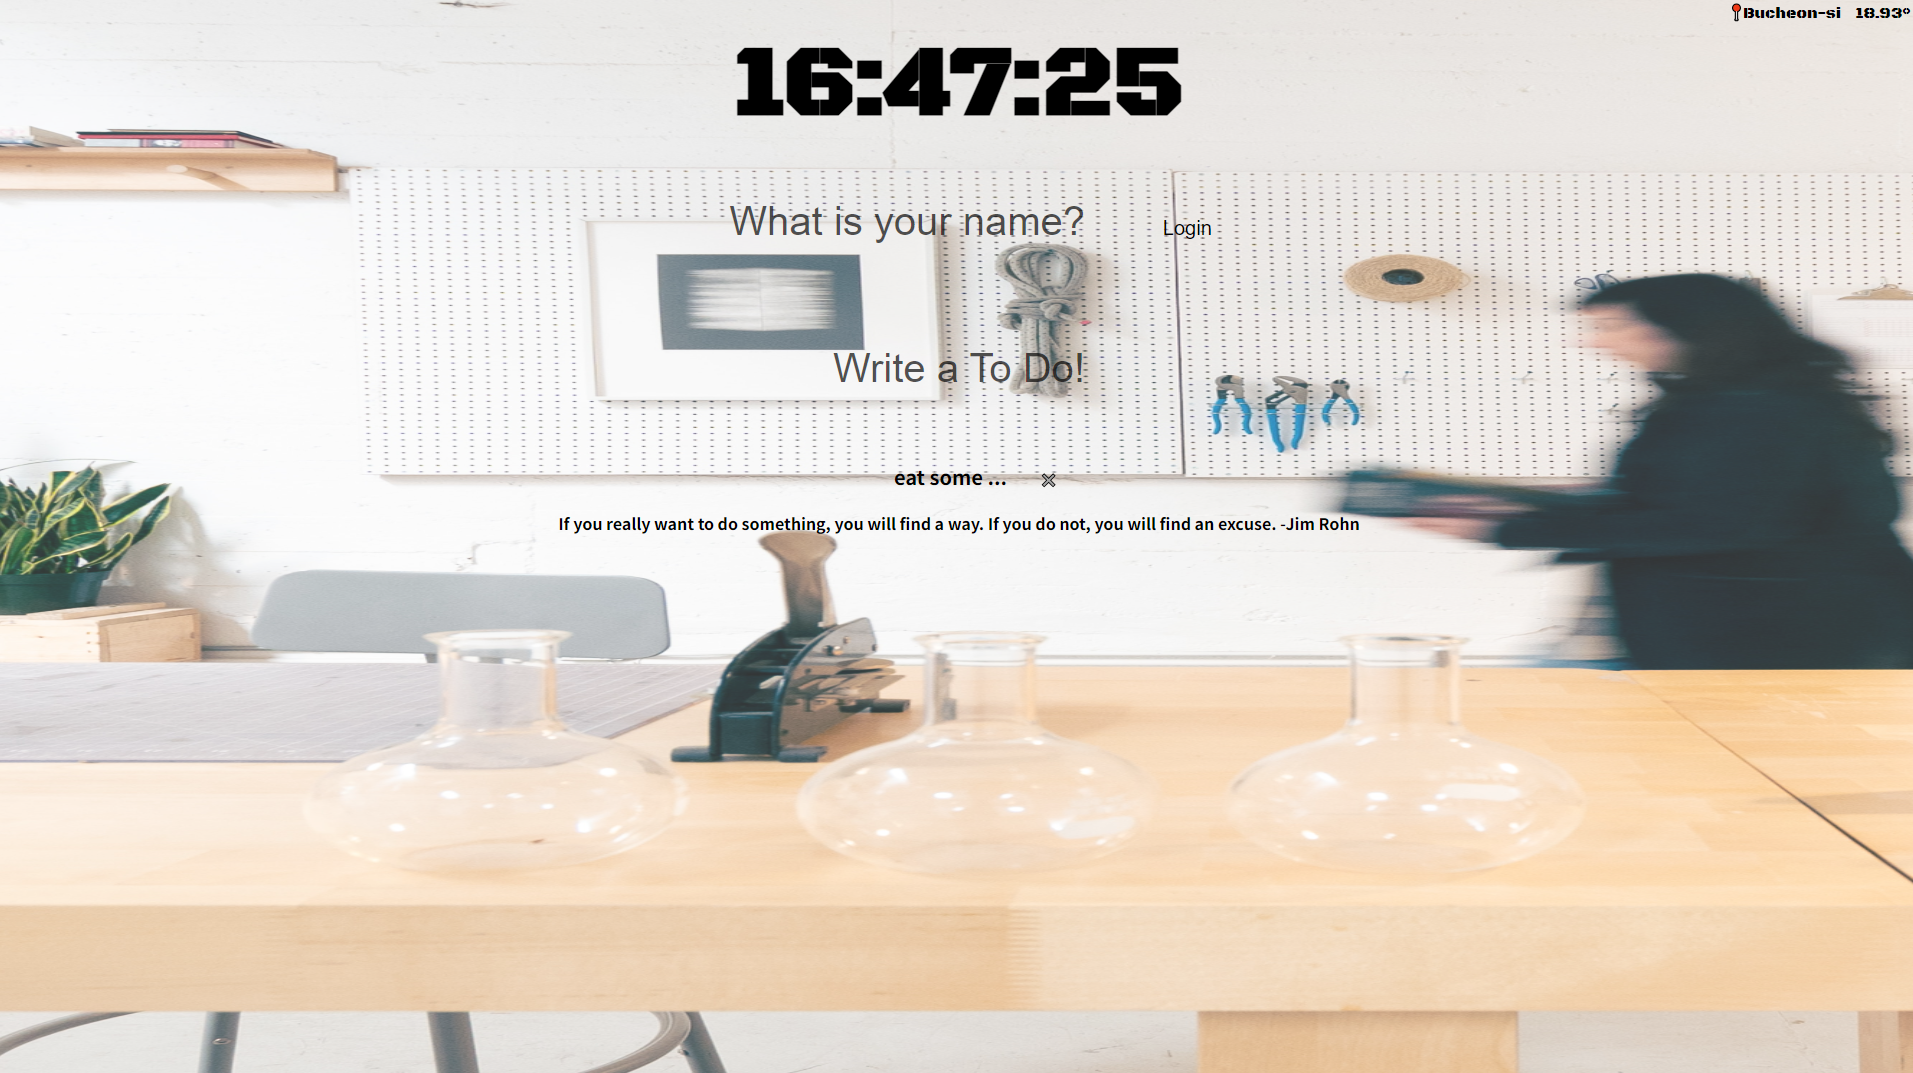 📍Bucheon-si 18.93°
16:47:25
What is your name? Login
Write a To Do!
eat some ... ❌
If you really want to do something, you will find a way. If you do not, you will find an excuse. -Jim Rohn